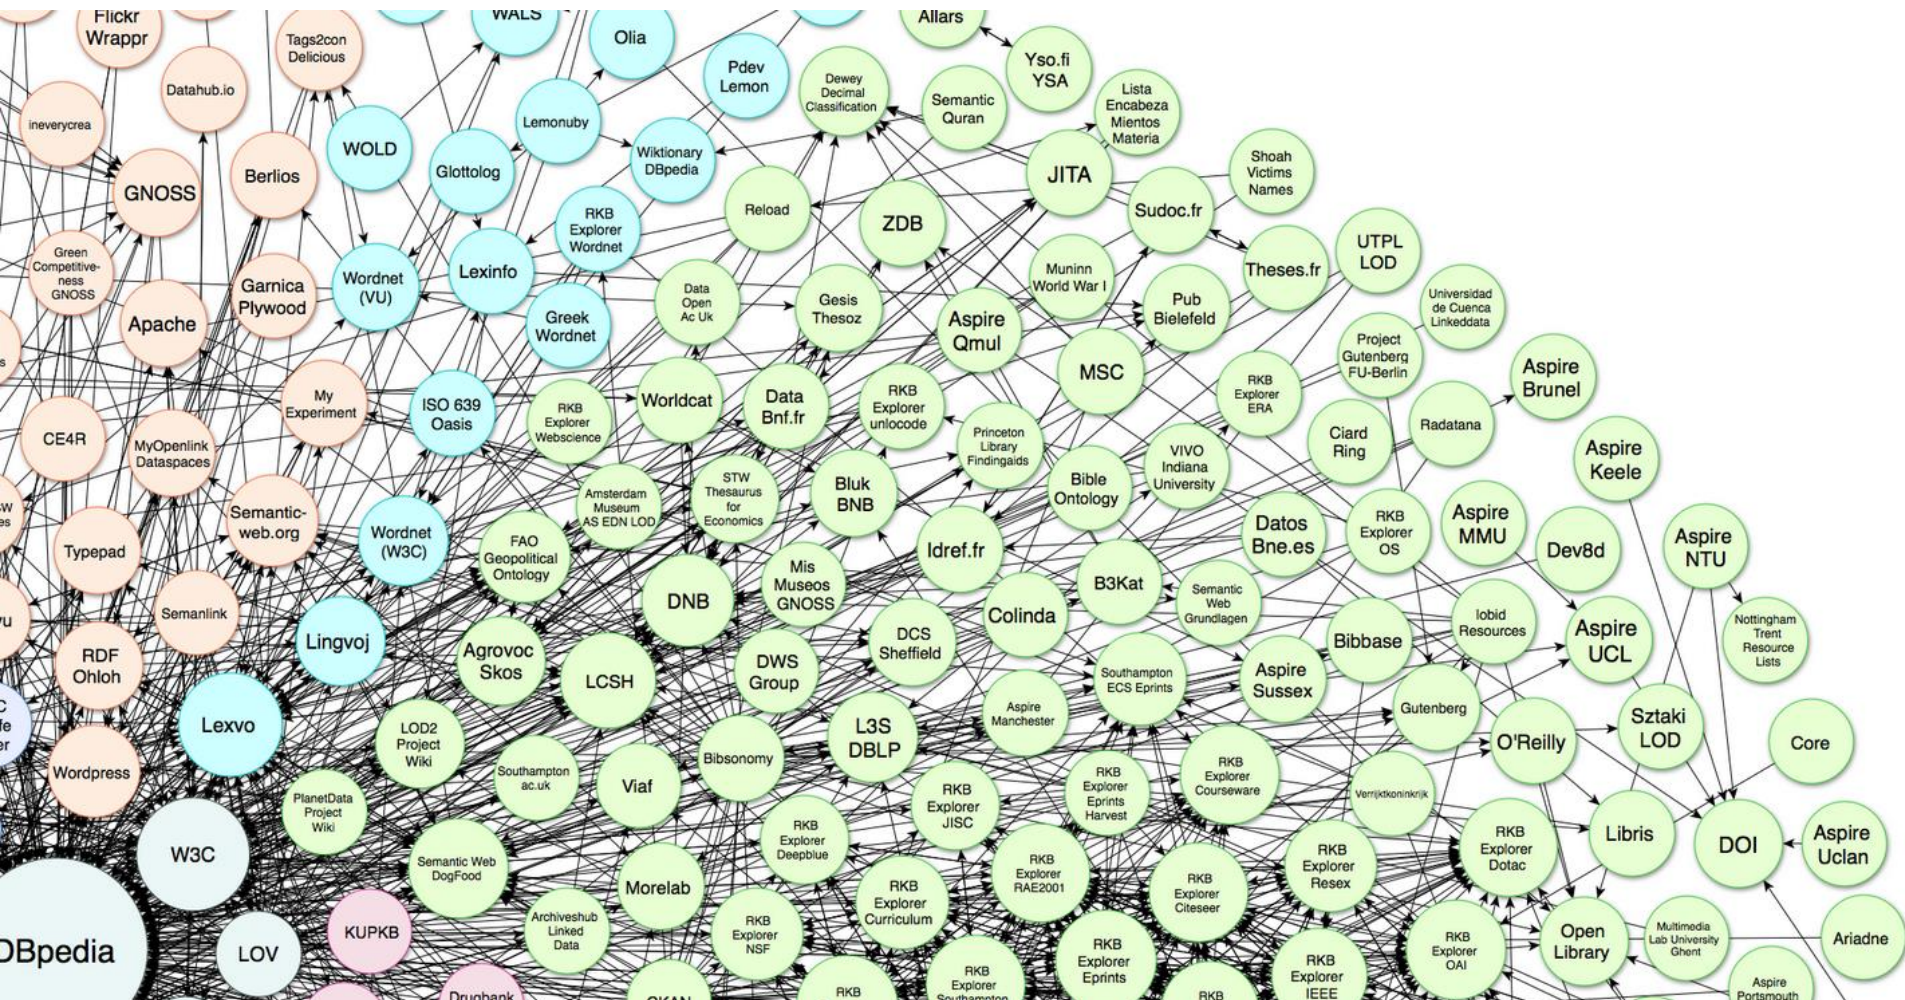 Flickr
Wrappr
Tags2con
Delicious
WALS
Olia
Pdev
Lemon
Allars
Yso.fi
YSA
Datahub.io
ineverycrea
WOLD
Lemonuby
Dewey
Decimal
Classification
Semantic
Quran
Lista
Encabeza
Mientos
Materia
GNOSS
Berlios
Glottolog
Wiktionary
DBpedia
JITA
Shoah
Victims
Names
Reload
ZDB
Sudoc.fr
RKB
Explorer
Wordnet
Green
Competitive-
ness
GNOSS
Garnica
Plywood
Wordnet
(VU)
Lexinfo
Muninn
World War I
Theses.fr
UTPL
LOD
Apache
Greek
Wordnet
Data
Open
Ac Uk
Gesis
Thesoz
Aspire
Qmul
Pub
Bielefeld
Universidad
de Cuenca
Linkeddata
Project
Gutenberg
FU-Berlin
MSC
Aspire
Brunel
My
Experiment
ISO 639
Oasis
RKB
Explorer
Webscience
Worldcat
Data
Bnf.fr
RKB
Explorer
unlocode
RKB
Explorer
ERA
Radatana
CE4R
MyOpenlink
Dataspaces
Princeton
Library
Findingaids
Ciard
Ring
Aspire
Keele
VIVO
Indiana
University
Semantic-
web.org
Amsterdam
Museum
AS EDN LOD
STW
Thesaurus
for
Economics
Bluk
BNB
Bible
Ontology
Typepad
Wordnet
(W3C)
FAO
Geopolitical
Ontology
Idref.fr
Datos
Bne.es
RKB
Explorer
OS
Aspire
MMU
Dev8d
Aspire
NTU
Semanlink
DNB
Mis
Museos
GNOSS
B3Kat
Semantic
Web
Grundlagen
Colinda
lobid
Resources
Nottingham
Trent
Resource
Lists
vu
RDF
Ohloh
Lingvoj
Agrovoc
Skos
LCSH
DWS
Group
DCS
Sheffield
Southampton
ECS Eprints
Aspire
Sussex
Bibbase
Aspire
UCL
Lexvo
LOD2
Project
Wiki
L3S
DBLP
Aspire
Manchester
Gutenberg
O'Reilly
Sztaki
LOD
Core
Wordpress
PlanetData
Project
Wiki
Southampton
ac.uk
Viaf
Bibsonomy
RKB
Explorer
JISC
RKB
Explorer
Eprints
Harvest
RKB
Explorer
Courseware
Verrijktkoninkrijk
W3C
Semantic Web
DogFood
RKB
Explorer
Deepblue
RKB
Explorer
RAE2001
RKB
Explorer
Citeseer
RKB
Explorer
Resex
RKB
Explorer
Dotac
Libris
DOI
Aspire
Uclan
Morelab
RKB
Explorer
Curriculum
DBpedia
LOV
KUPKB
Archiveshub
Linked
Data
RKB
Explorer
NSF
RKB
Explorer
Eprints
RKB
Explorer
OAI
Open
Library
Multimedia
Lab University
Ghent
Ariadne
Drugbank
CKAN
RKB
RKB
Explorer
Southampton
RKB
RKB
Explorer
IEEE
Aspire
Portsmouth